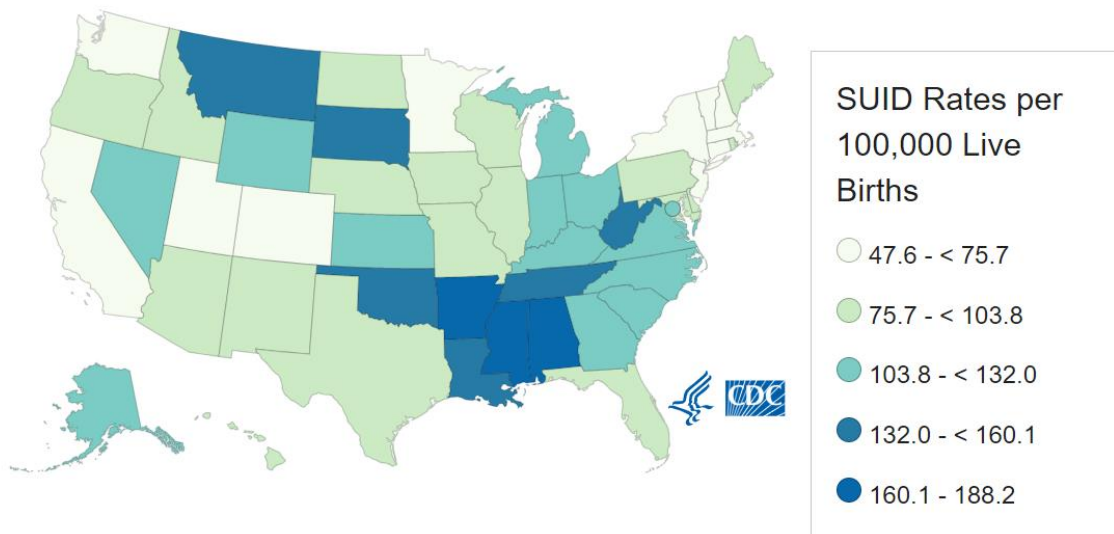 SUID Rates per
100,000 Live
Births
47.6 - < 75.7
75.7 - < 103.8
103.8 - < 132.0
132.0 - < 160.1
160.1 - 188.2
CDC